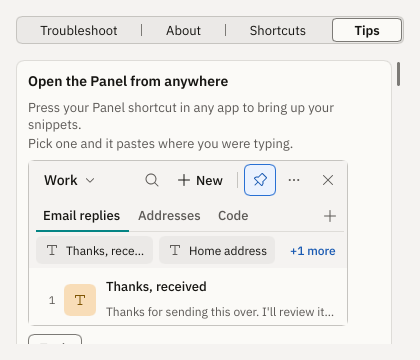 Troubleshoot | About | Shortcuts | Tips
Open the Panel from anywhere
Press your Panel shortcut in any app to bring up your
snippets.
Pick one and it pastes where you were typing.
Work New
Email replies Addresses Code
T Thanks, rece... T Home address +1 more
1 T Thanks, received
Thanks for sending this over. I'll review it...